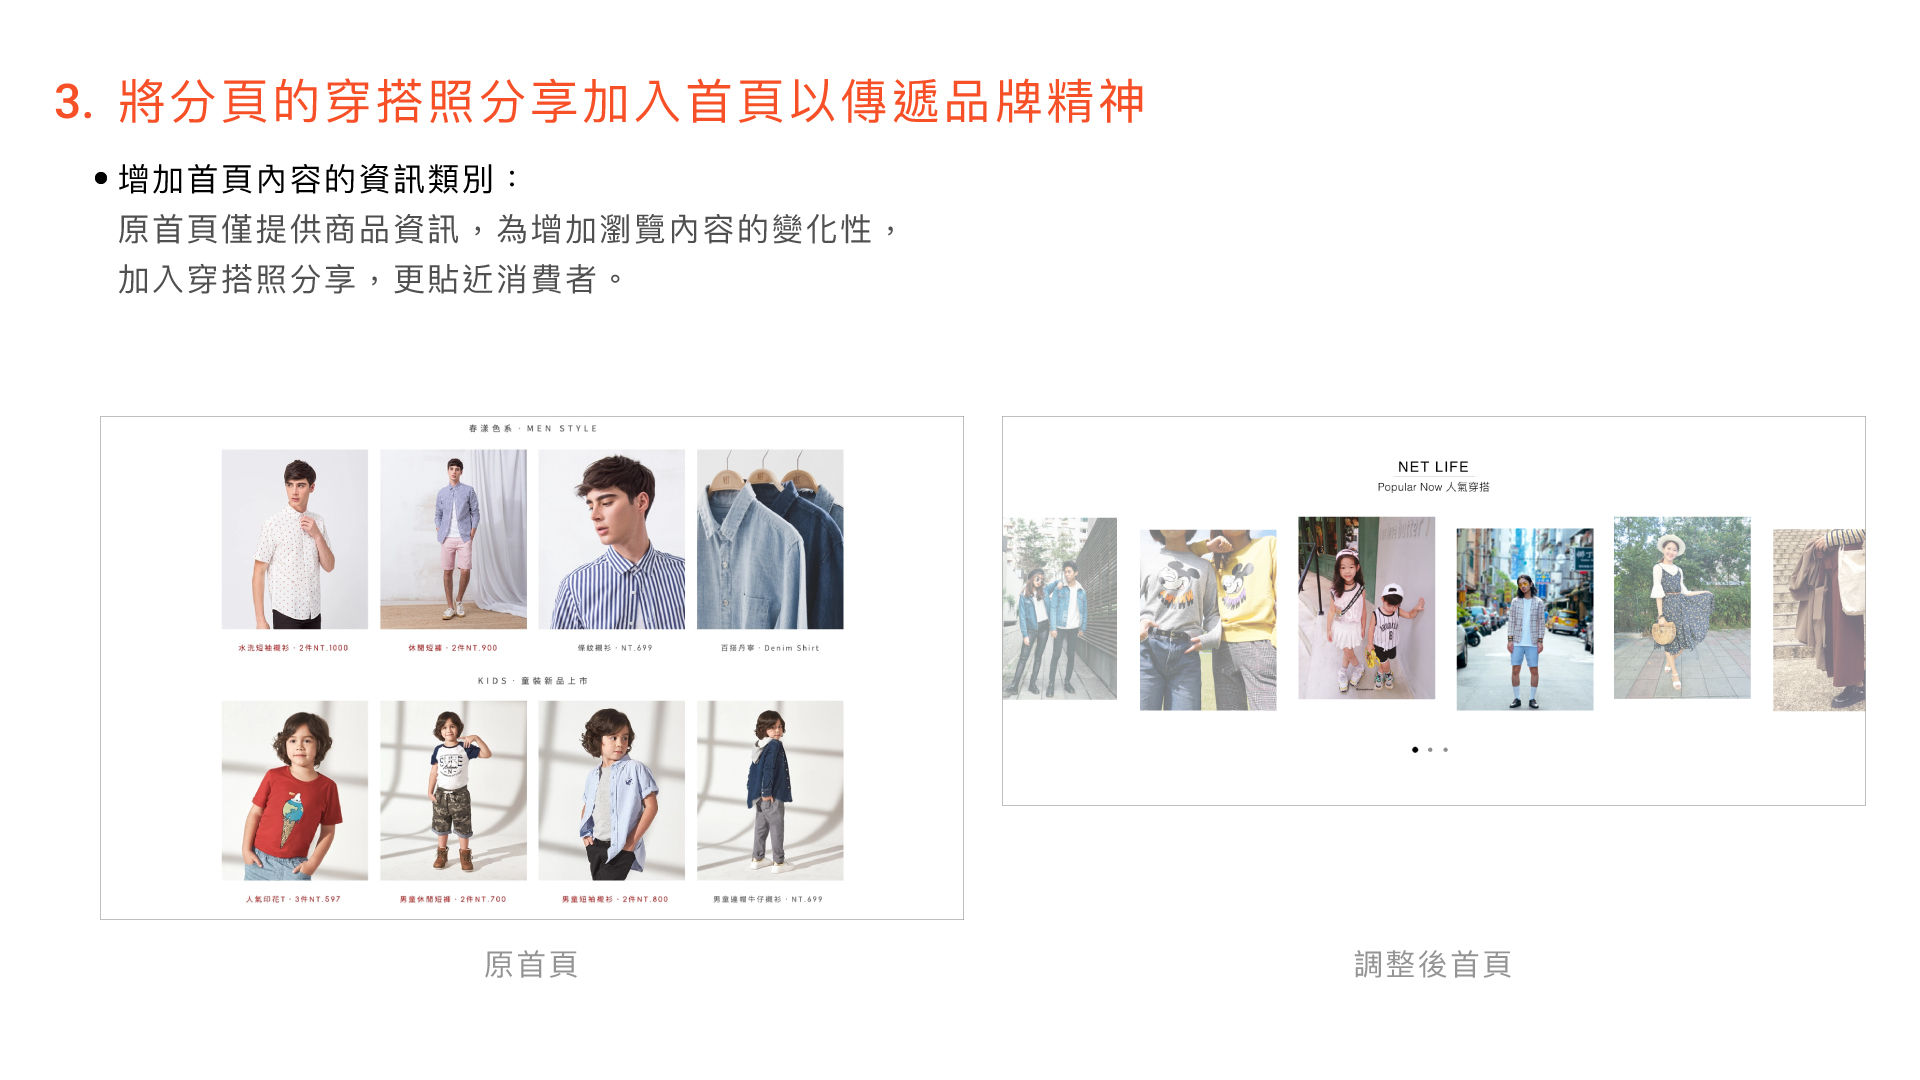 3. 將分頁的穿搭照分享加入首頁以傳遞品牌精神
• 增加首頁內容的資訊類別：
原首頁僅提供商品資訊，為增加瀏覽內容的變化性，
加入穿搭照分享，更貼近消費者。
春漾色系 · MEN STYLE
水洗短袖襯衫 · 2件NT.1000
休閒短褲 · 2件NT.900
條紋襯衫 · NT.699
百搭丹寧 · Denim Shirt
KIDS · 童裝新品上市
人氣印花T · 3件NT.597
男童休閒短褲 · 2件NT.700
男童短袖襯衫 · 2件NT.800
男童連帽牛仔襯衫 · NT.699
原首頁
NET LIFE
Popular Now 人氣穿搭
調整後首頁